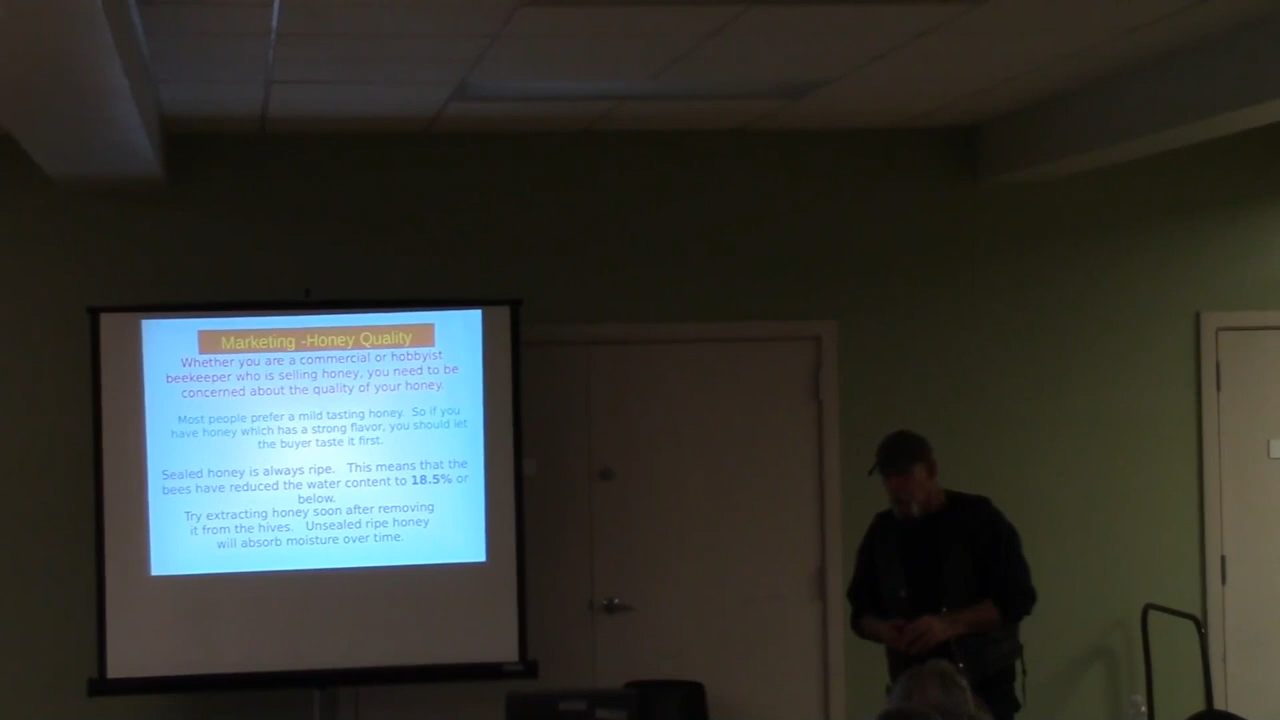 Marketing -Honey Quality
Whether you are a commercial or hobbyist
beekeeper who is selling honey, you need to be
concerned about the quality of your honey.
Most people prefer a mild tasting honey. So if you
have honey which has a strong flavor, you should let
the buyer taste it first.
Sealed honey is always ripe. This means that the
bees have reduced the water content to 18.5% or
below.
Try extracting honey soon after removing
it from the hives. Unsealed ripe honey
will absorb moisture over time.